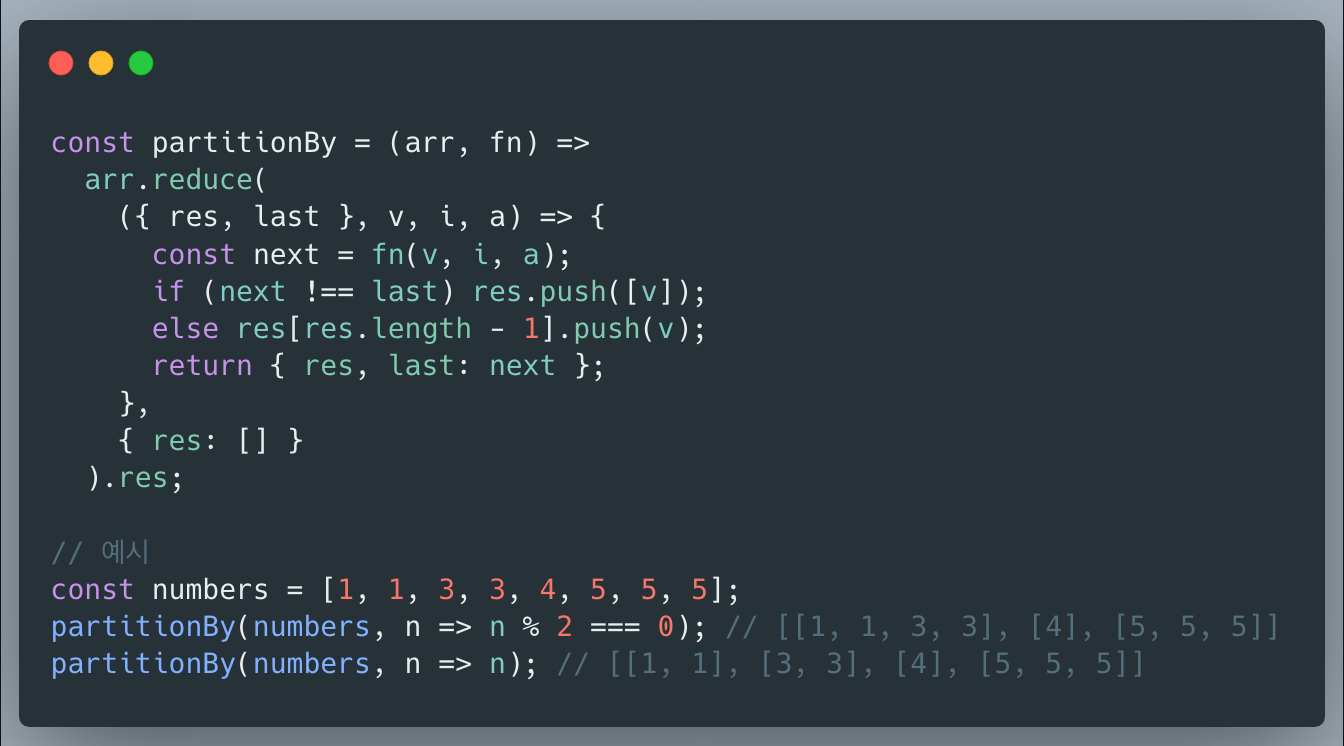 const partitionBy = (arr, fn) =>
  arr.reduce(
    ({ res, last }, v, i, a) => {
      const next = fn(v, i, a);
      if (next !== last) res.push([v]);
      else res[res.length - 1].push(v);
      return { res, last: next };
    },
    { res: [] }
  ).res;

// 예시
const numbers = [1, 1, 3, 3, 4, 5, 5, 5];
partitionBy(numbers, n => n % 2 === 0); // [[1, 1, 3, 3], [4], [5, 5, 5]]
partitionBy(numbers, n => n); // [[1, 1], [3, 3], [4], [5, 5, 5]]